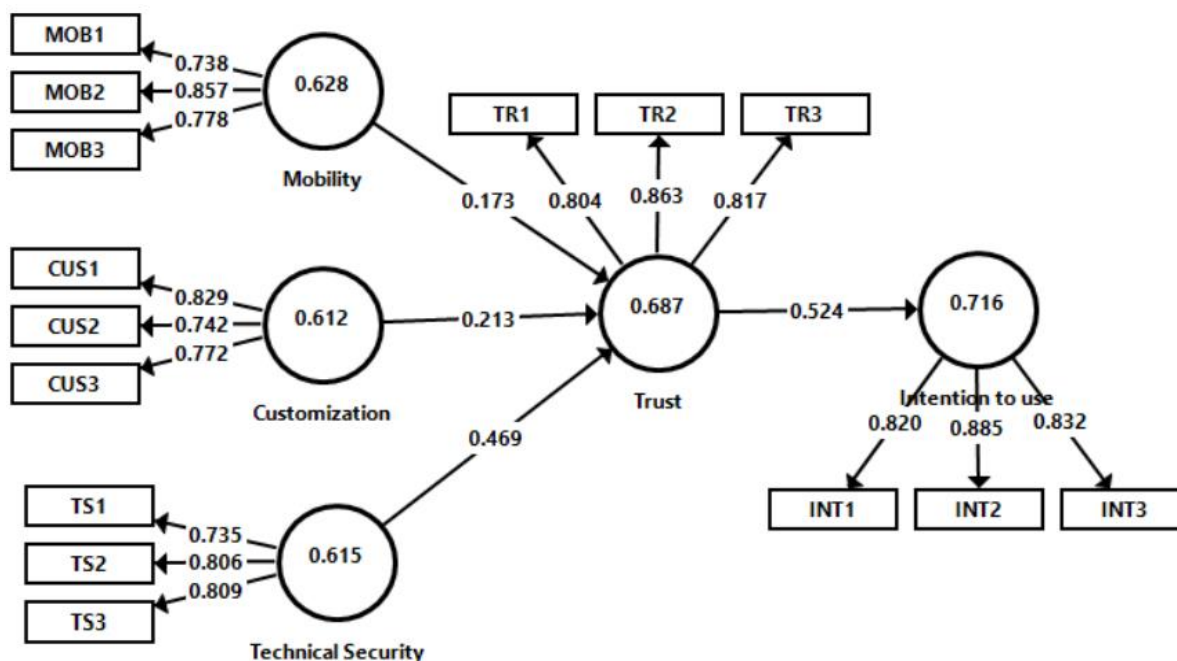 MOB1
0.738
MOB2
0.857
MOB3
0.778
0.628
Mobility
0.173
TR1
TR2
TR3
0.804
0.863
0.817
CUS1
0.829
CUS2
0.742
CUS3
0.772
0.612
Customization
0.213
0.687
Trust
0.524
0.716
Intention to use
0.820
0.885
0.832
INT1
INT2
INT3
0.469
TS1
0.735
TS2
0.806
TS3
0.809
0.615
Technical Security